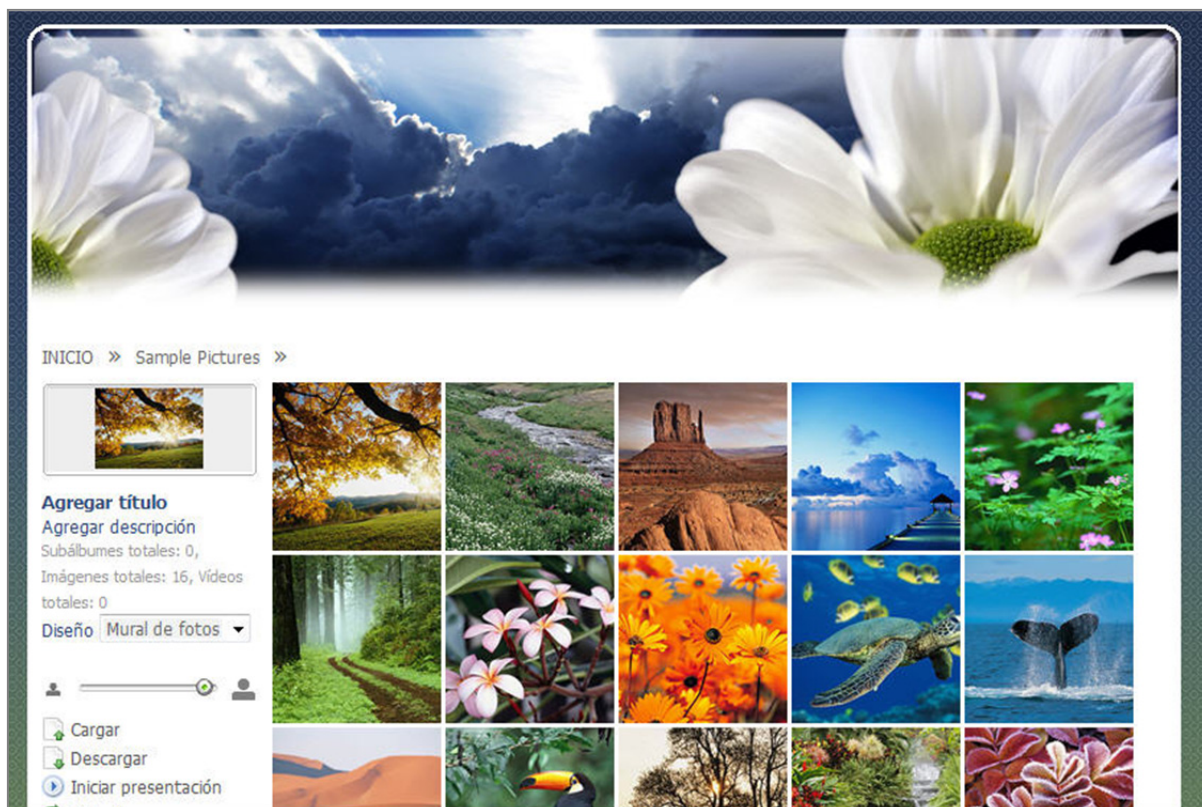 INICIO » Sample Pictures »
Agregar título
Agregar descripción
Subálbumes totales: 0,
Imágenes totales: 16, Vídeos
totales: 0
Diseño Mural de fotos
Cargar
Descargar
Iniciar presentación